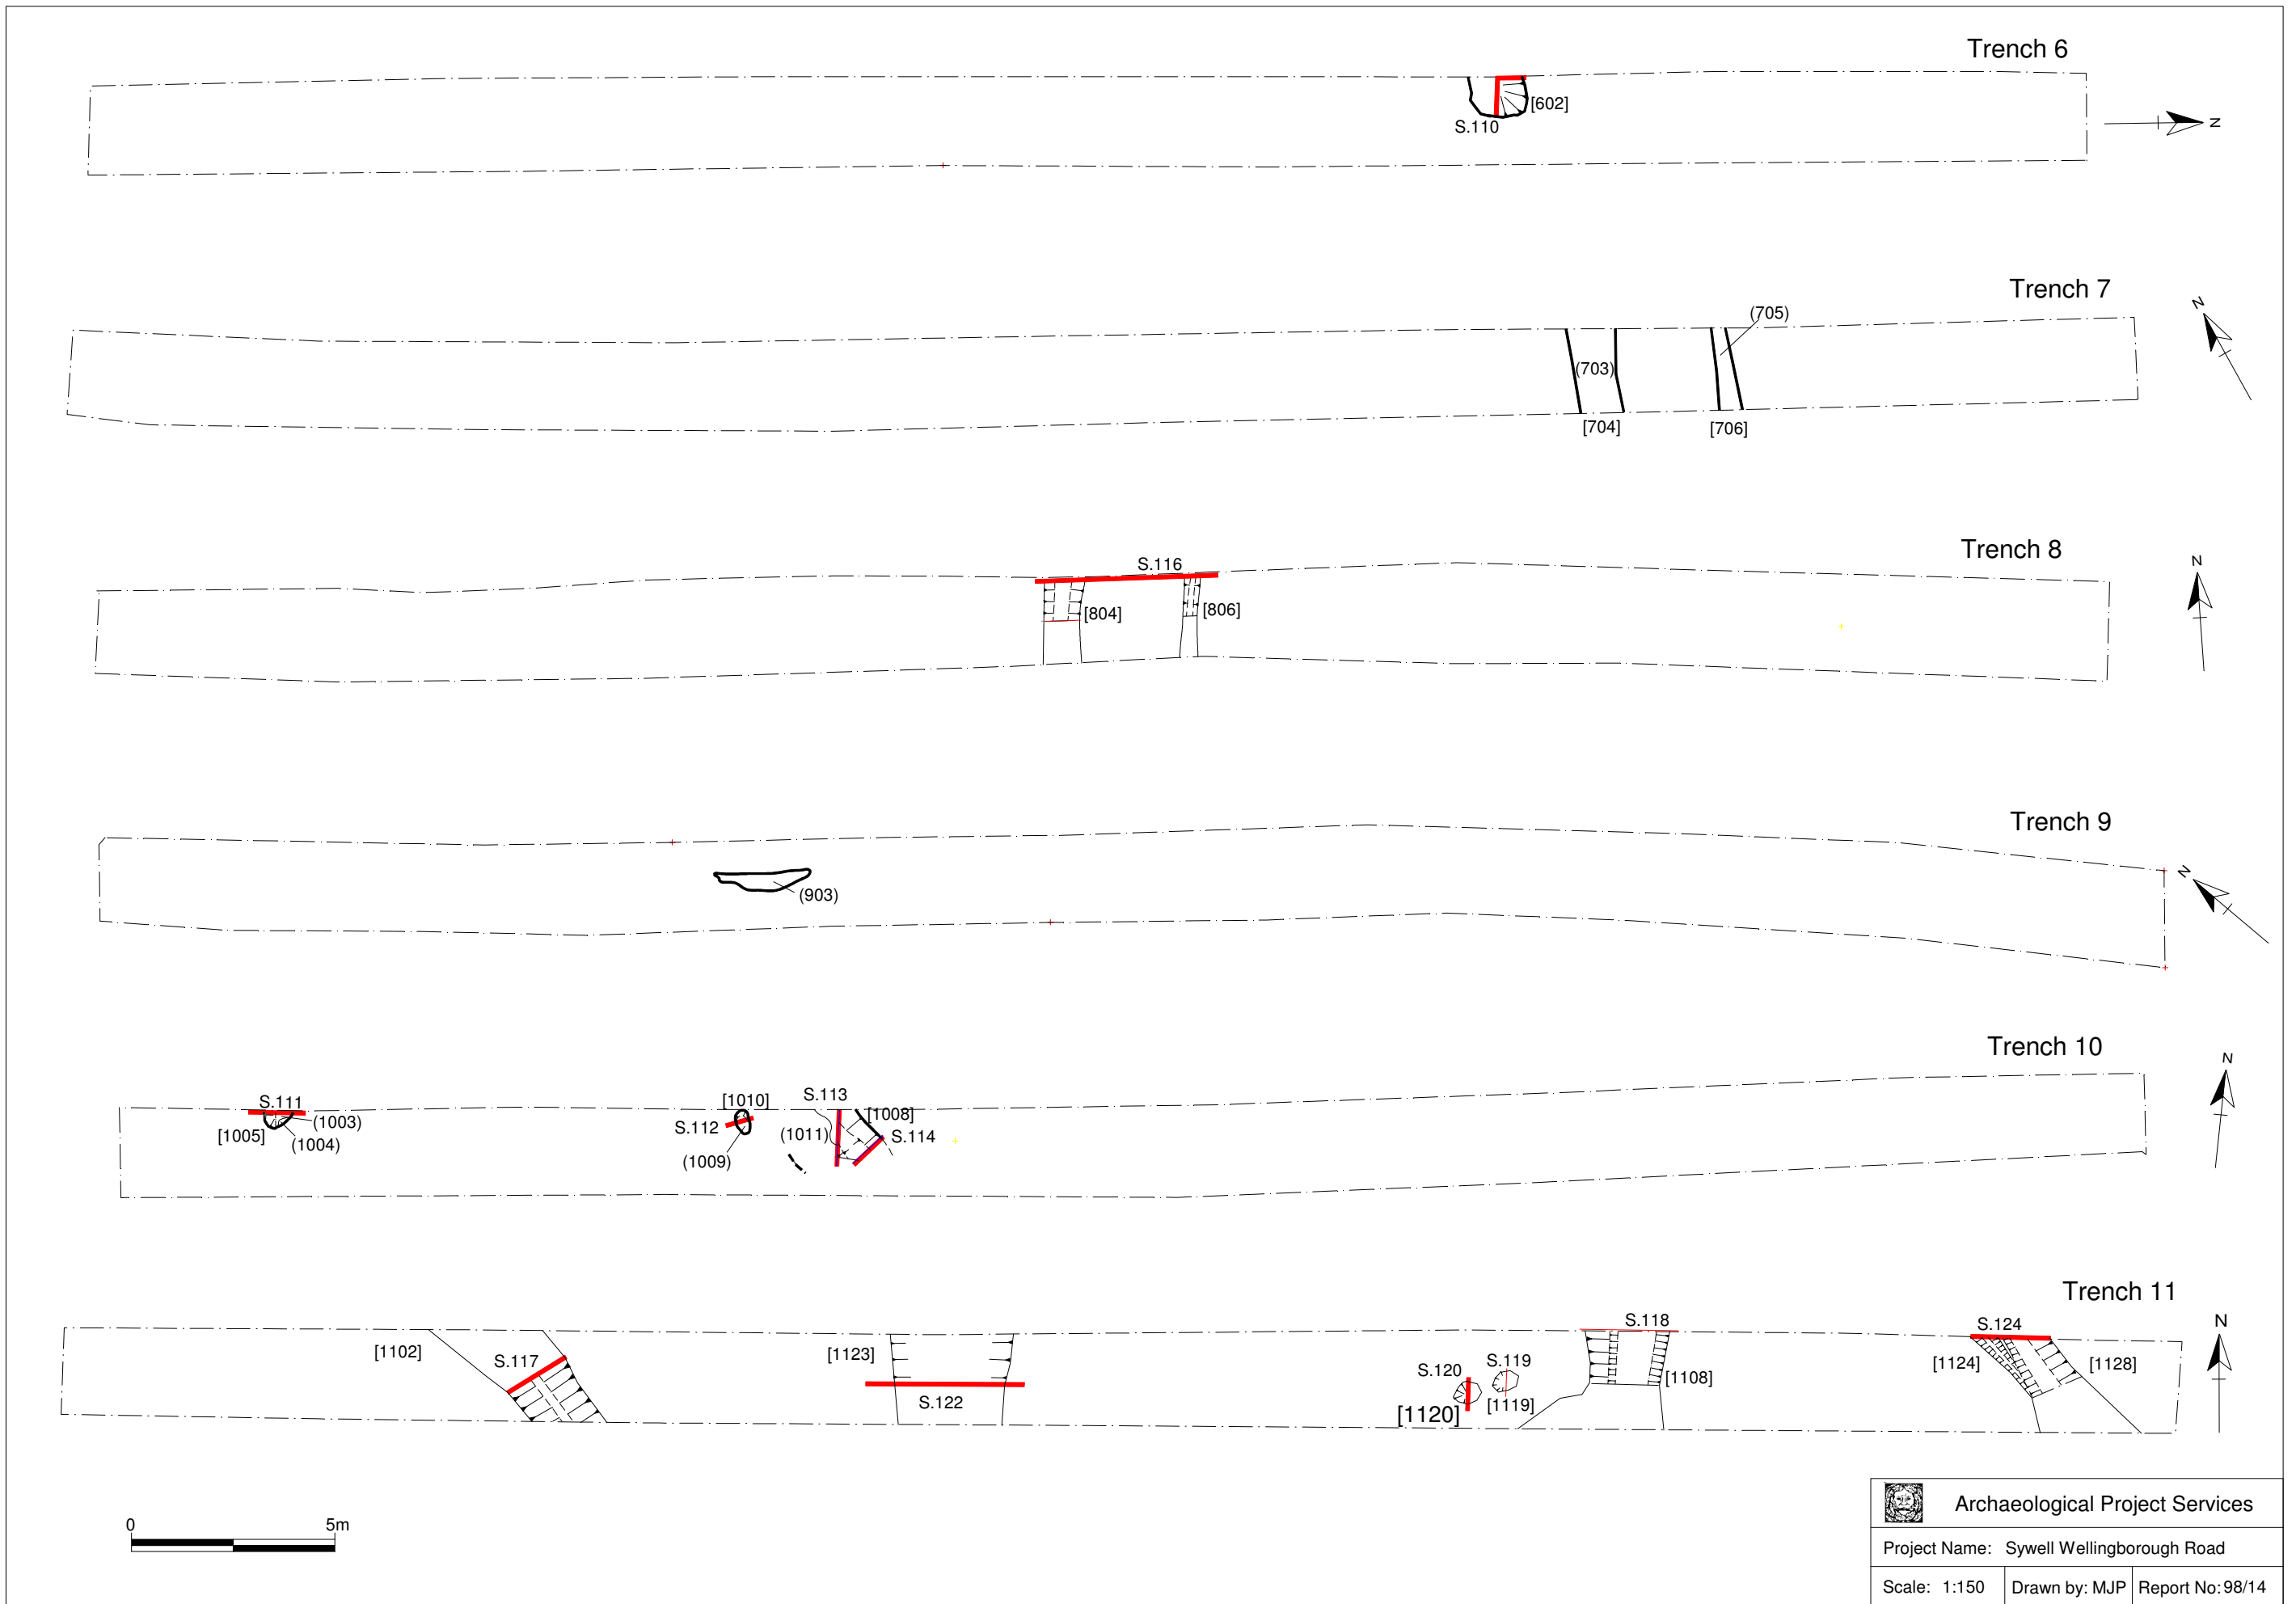 Trench 6
[602]
S.110
N
Trench 7
N
(705)
(703)
[704]
[706]
Trench 8
S.116
N
[804]
[806]
Trench 9
N
(903)
Trench 10
N
S.111
(1003)
[1005]
(1004)
[1010]
S.112
(1009)
S.113
[1008]
(1011)
S.114
Trench 11
N
[1102]
S.117
[1123]
S.122
S.120
S.119
[1119]
[1120]
S.118
[1108]
S.124
[1124]
[1128]
0 5m
Archaeological Project Services
Project Name: Sywell Wellingborough Road
Scale: 1:150 Drawn by: MJP Report No: 98/14